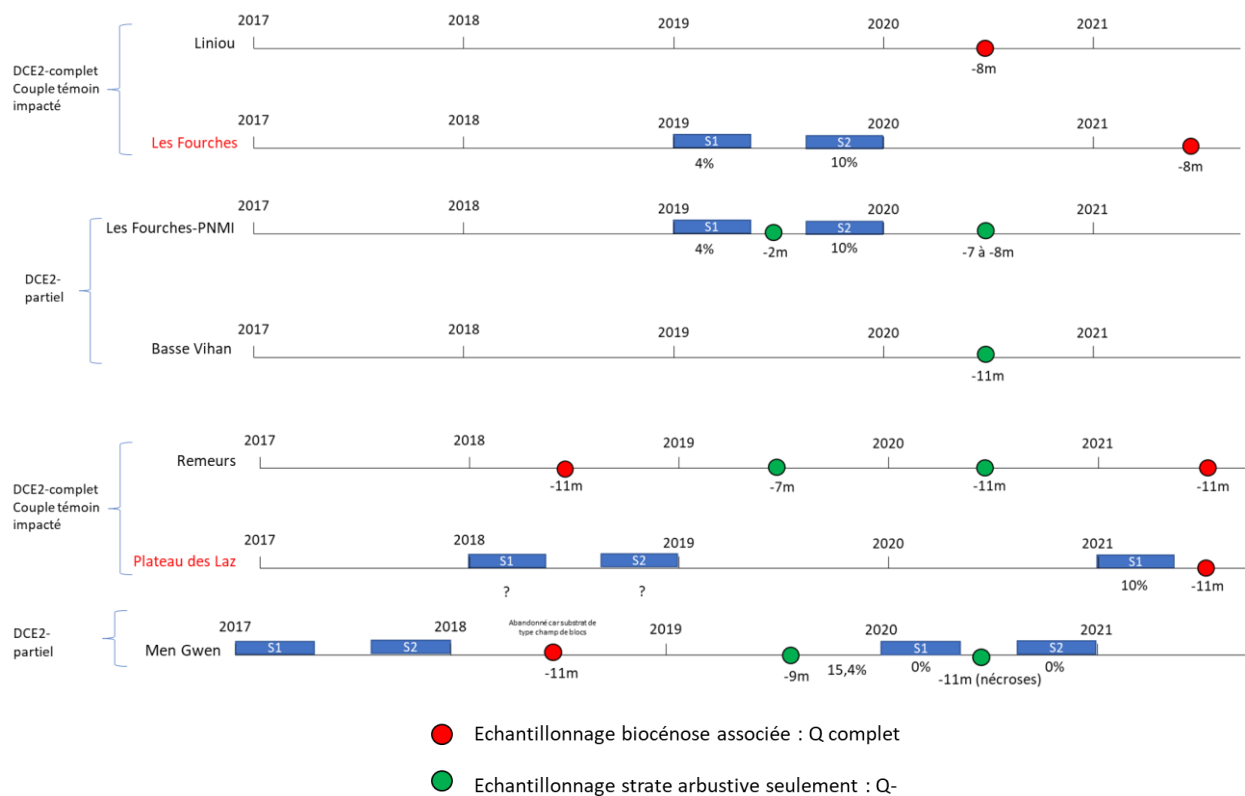 2017 2018 2019 2020 2021
Liniou
-8m
DCE2-complet
Couple témoin
impacté
2017 2018 2019 2020 2021
Les Fourches
S1 S2
4% 10% -8m
2017 2018 2019 2020 2021
Les Fourches-PNMI
S1 S2
4% -2m 10% -7 à -8m
DCE2-
partiel
2017 2018 2019 2020 2021
Basse Vihan
-11m
2017 2018 2019 2020 2021
Remeurs
-11m -7m -11m -11m
DCE2-complet
Couple témoin
impacté
2017 2018 2019 2020 2021
Plateau des Laz
S1 S2 S1
? ? 10% -11m
DCE2-
partiel
2017 2018 2019 2020 2021
Abandonné car substrat de
type champ de blocs
Men Gwen
S1 S2 S1 S2
-11m -9m 15,4% 0% -11m (nécroses) 0%
Echantillonnage biocénose associée : Q complet
Echantillonnage strate arbustive seulement : Q-